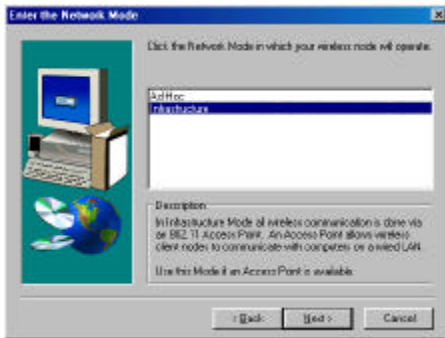 Enter the Network Mode
Click the Network Mode in which your wireless node will operate.
Ad Hoc
Infrastructure
Description
In Infrastructure Mode all wireless communication is done via
an 802.11 Access Point. An Access Point allows wireless
client nodes to communicate with computers on a wired LAN.
Use this Mode if an Access Point is available.
< Back
Next >
Cancel